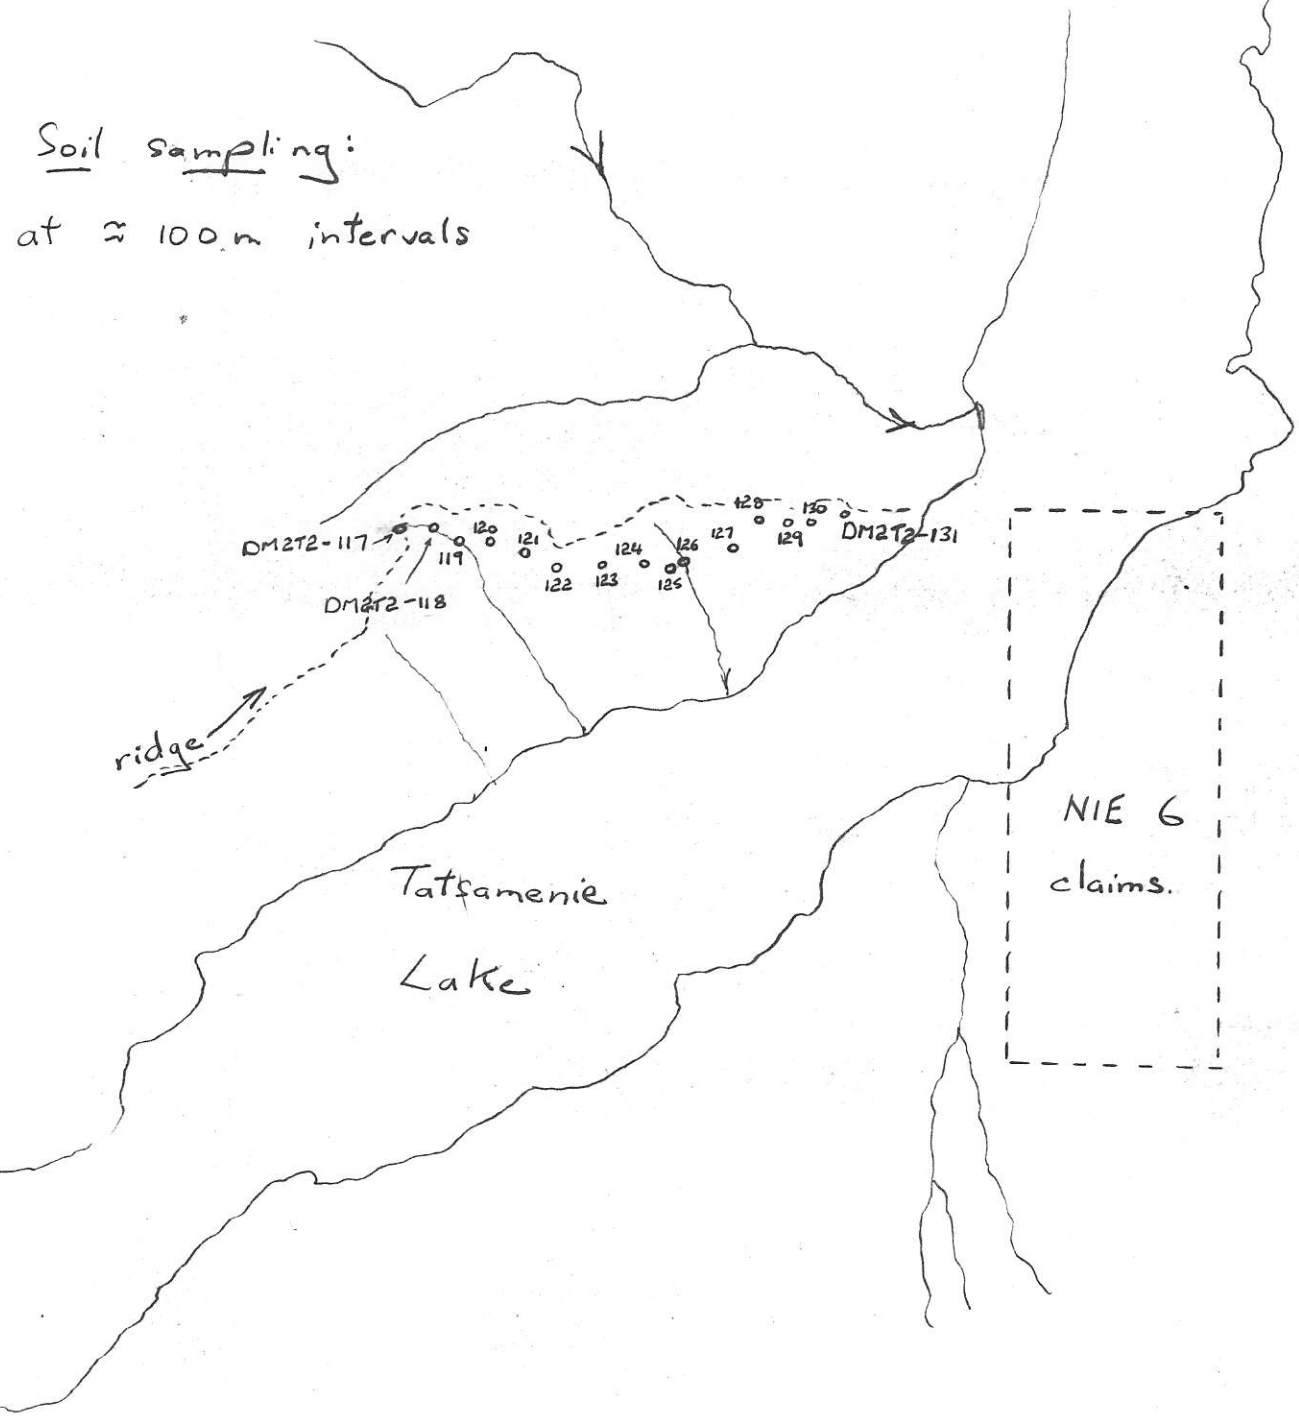 Soil sampling:
at ≈ 100 m intervals
128
130
DM2T2-117
120
121
127
129
DM2T2-131
119
124
126
122
123
125
DM2T2-118
ridge
NIE 6
claims.
Tatsamenie
Lake